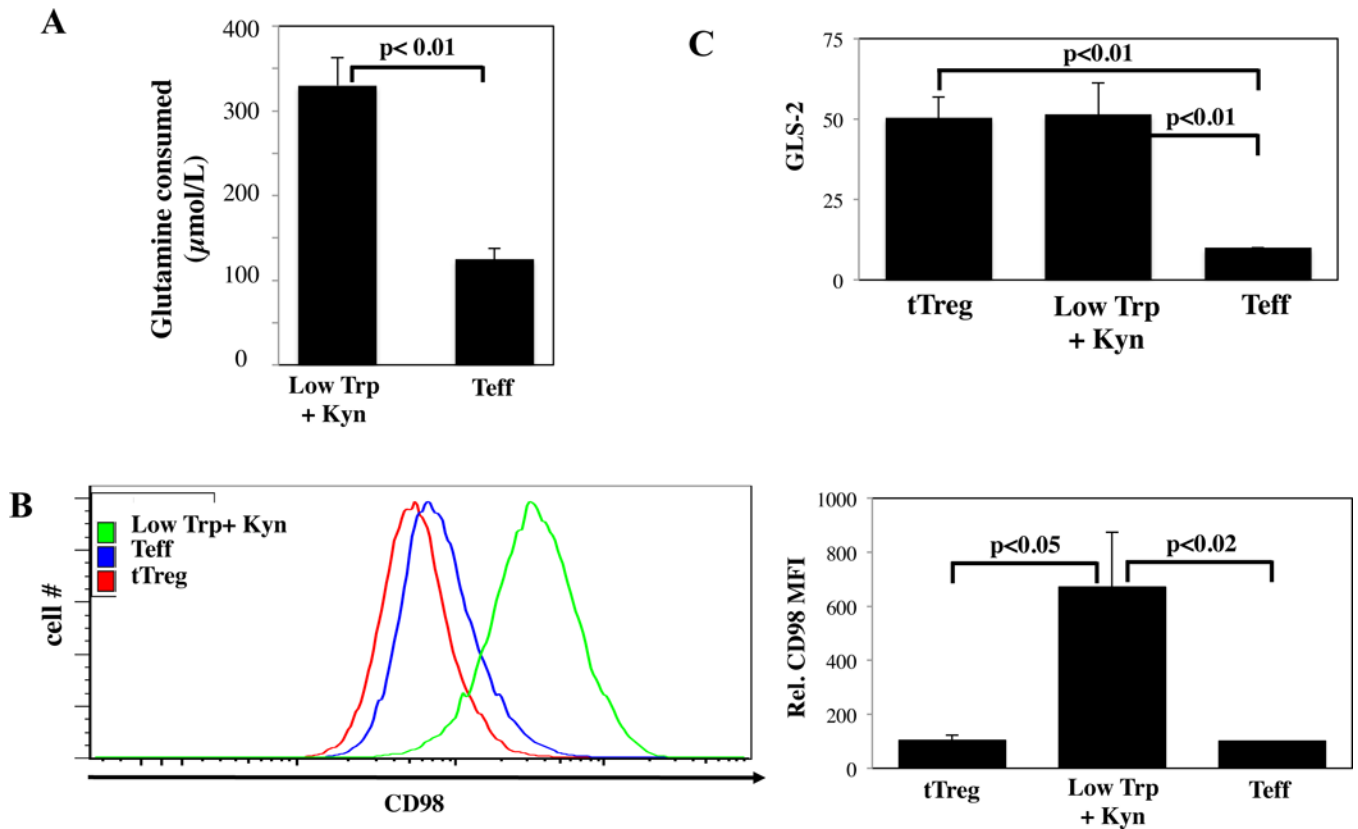 A
Glutamine consumed
(µmol/L)
400
300
200
100
0
p< 0.01
Low Trp
+ Kyn
Teff
C
GLS-2
75
50
25
0
p<0.01
p<0.01
tTreg
Low Trp
+ Kyn
Teff
B
cell #
Low Trp+ Kyn
Teff
tTreg
CD98
Rel. CD98 MFI
1000
800
600
400
200
0
p<0.05
p<0.02
tTreg
Low Trp
+ Kyn
Teff